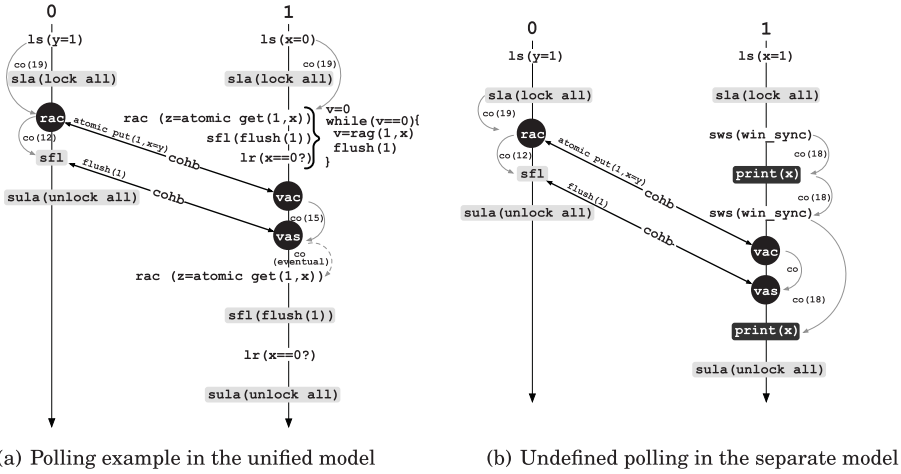 0
1
ls(y=1)
ls(x=0)
co(19)
co(19)
sla(lock all)
sla(lock all)
rac
rac (z=atomic get(1,x))
sfl(flush(1))
lr(x==0?)
v=0
while(v==0){
v=rag(1,x)
flush(1)
}
co(12)
atomic put(1,x=y)
cohb
sfl
flush(1)
cohb
sula(unlock all)
vac
co(15)
vas
co
(eventual)
rac (z=atomic get(1,x))
sfl(flush(1))
lr(x==0?)
sula(unlock all)
(a) Polling example in the unified model
0
1
ls(y=1)
ls(x=1)
sla(lock all)
sla(lock all)
co(19)
rac
sws(win sync)
co(12)
atomic put(1,x=y)
cohb
co(18)
sfl
print(x)
flush(1)
cohb
co(18)
sula(unlock all)
sws(win sync)
vac
co
vas
co(18)
print(x)
sula(unlock all)
(b) Undefined polling in the separate model